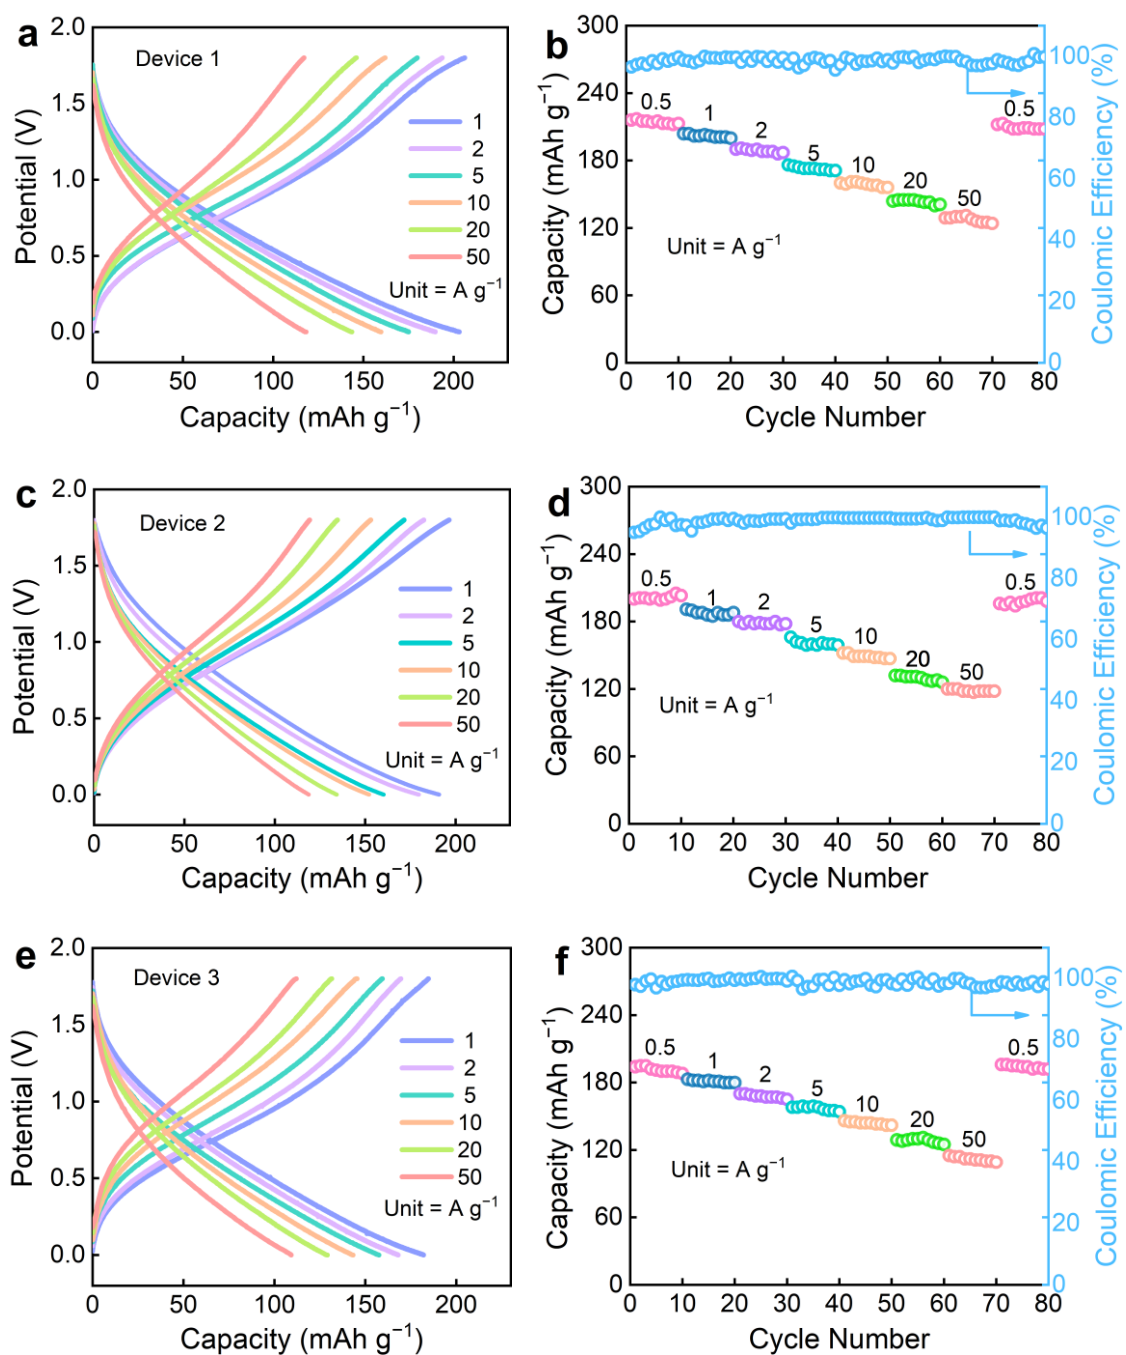 a
Device 1
2.0
1.5
1.0
0.5
0.0
Potential (V)
1
2
5
10
20
50
Unit = A g⁻¹
0 50 100 150 200
Capacity (mAh g⁻¹)
b
300
240
180
120
60
0
Capacity (mAh g⁻¹)
0.5 1 2 5 10 20 50 0.5
Unit = A g⁻¹
100
80
60
40
20
0
Coulomic Efficiency (%)
0 10 20 30 40 50 60 70 80
Cycle Number
c
Device 2
2.0
1.5
1.0
0.5
0.0
Potential (V)
1
2
5
10
20
50
Unit = A g⁻¹
0 50 100 150 200
Capacity (mAh g⁻¹)
d
300
240
180
120
60
0
Capacity (mAh g⁻¹)
0.5 1 2 5 10 20 50 0.5
Unit = A g⁻¹
100
80
60
40
20
0
Coulomic Efficiency (%)
0 10 20 30 40 50 60 70 80
Cycle Number
e
Device 3
2.0
1.5
1.0
0.5
0.0
Potential (V)
1
2
5
10
20
50
Unit = A g⁻¹
0 50 100 150 200
Capacity (mAh g⁻¹)
f
300
240
180
120
60
0
Capacity (mAh g⁻¹)
0.5 1 2 5 10 20 50 0.5
Unit = A g⁻¹
100
80
60
40
20
0
Coulomic Efficiency (%)
0 10 20 30 40 50 60 70 80
Cycle Number